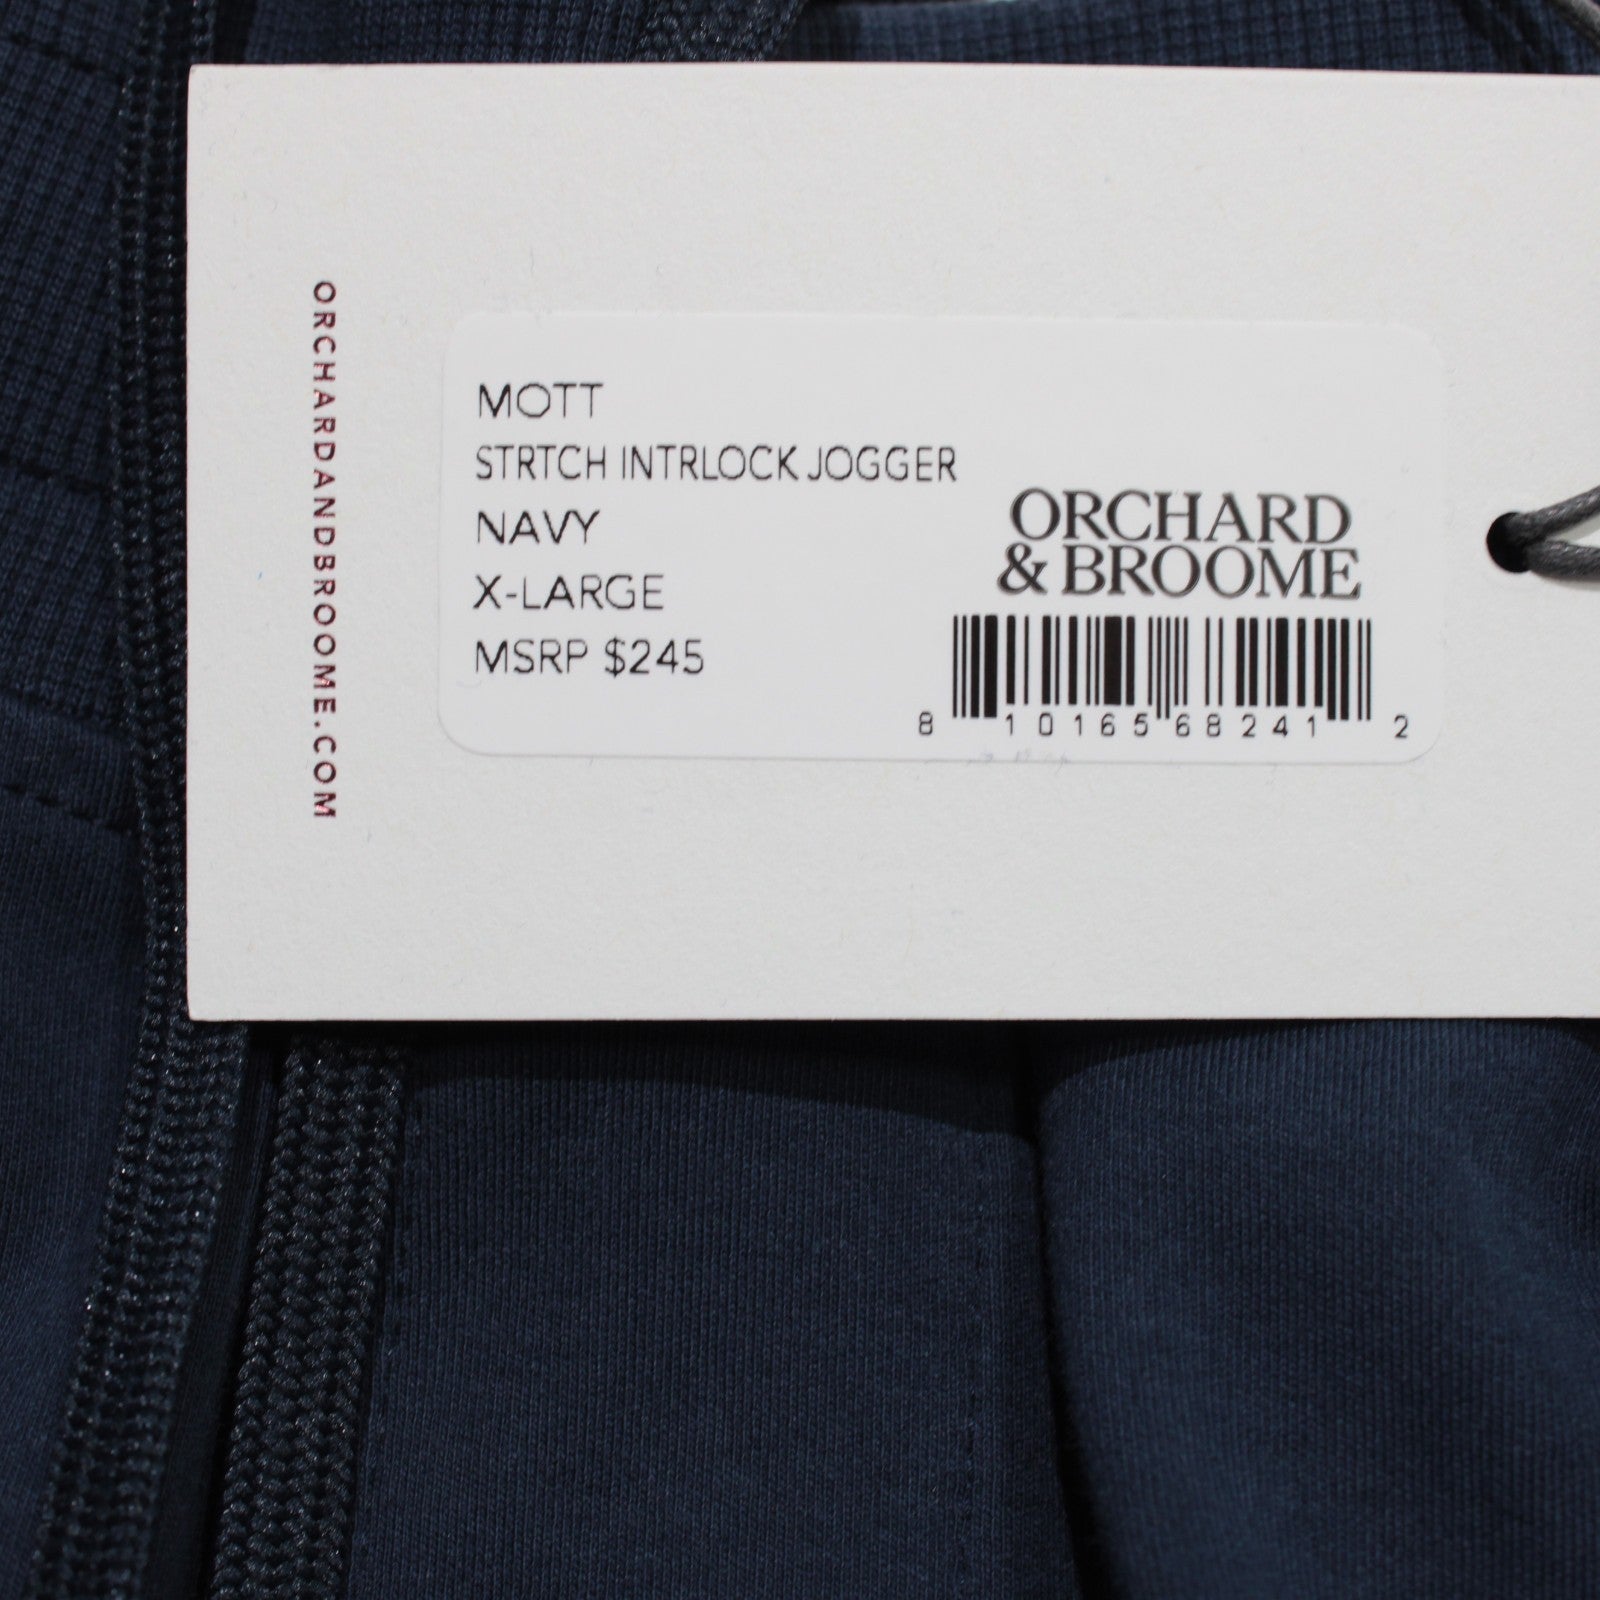 ORCHARDANDBROOME.COM
MOTT
STRTCH INTRLOCK JOGGER
NAVY
X-LARGE
MSRP $245
ORCHARD
& BROOME
8 10165 68241 2